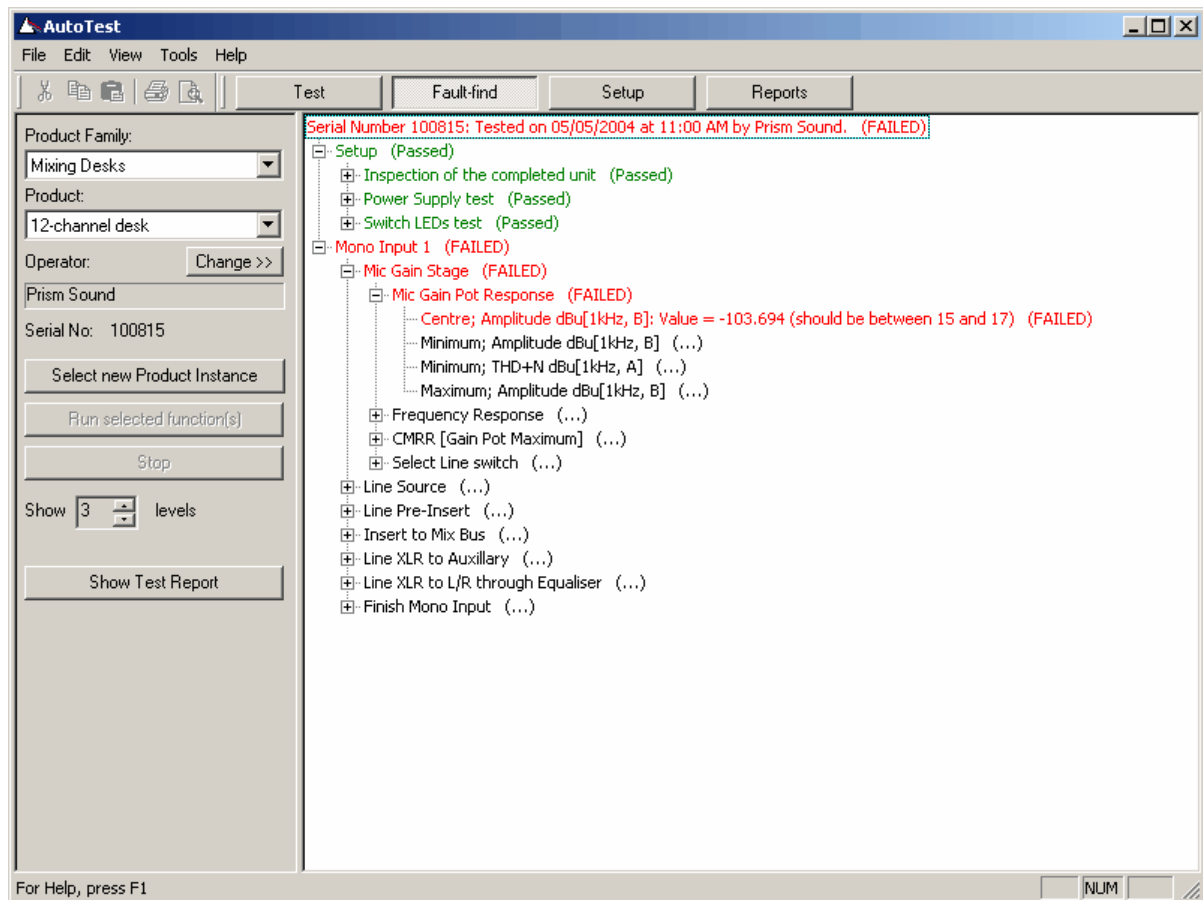 AutoTest
File Edit View Tools Help
Test Fault-find Setup Reports
Product Family:
Mixing Desks
Product:
12-channel desk
Operator: Change >>
Prism Sound
Serial No: 100815
Select new Product Instance
Run selected function(s)
Stop
Show 3 levels
Show Test Report
Serial Number 100815: Tested on 05/05/2004 at 11:00 AM by Prism Sound. (FAILED)
Setup (Passed)
Inspection of the completed unit (Passed)
Power Supply test (Passed)
Switch LEDs test (Passed)
Mono Input 1 (FAILED)
Mic Gain Stage (FAILED)
Mic Gain Pot Response (FAILED)
Centre; Amplitude dBu[1kHz, B]: Value = -103.694 (should be between 15 and 17) (FAILED)
Minimum; Amplitude dBu[1kHz, B] (...)
Minimum; THD+N dBu[1kHz, A] (...)
Maximum; Amplitude dBu[1kHz, B] (...)
Frequency Response (...)
CMRR [Gain Pot Maximum] (...)
Select Line switch (...)
Line Source (...)
Line Pre-Insert (...)
Insert to Mix Bus (...)
Line XLR to Auxillary (...)
Line XLR to L/R through Equaliser (...)
Finish Mono Input (...)
For Help, press F1
NUM